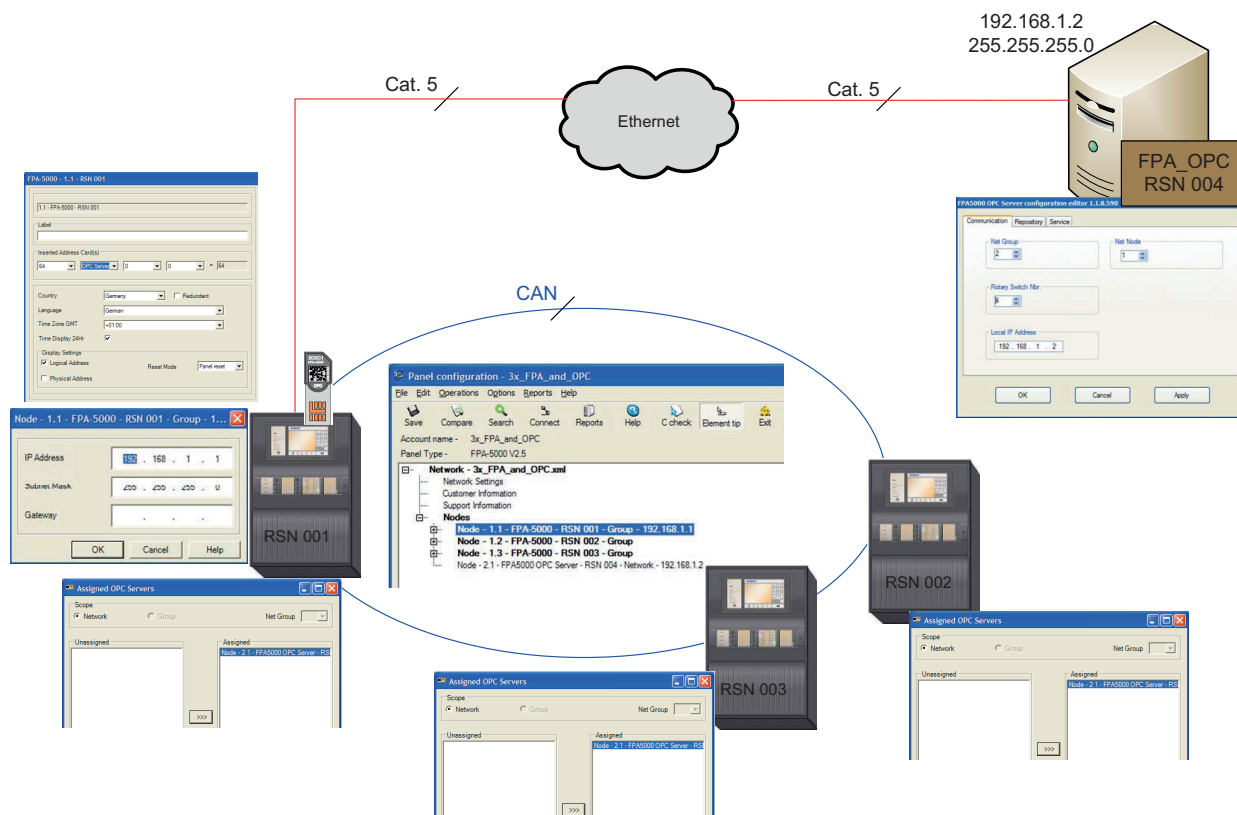 192.168.1.2
255.255.255.0
Cat. 5
Cat. 5
Ethernet
FPA_OPC
RSN 004
FPA-5000 - 1.1 - RSN 001
1.1 - FPA-5000 - RSN 001
Label
Inserted Address Card(s)
64 OPC Server 0 0 = 64
Country Germany Redundant
Language German
Time Zone GMT +01:00
Time Display 24Hr
Display Settings
Logical Address Reset Mode Panel reset
Physical Address
FPA5000 OPC Server configuration editor 1.1.8.590
Communication Repository Service
Net Group Net Node
2 1
Rotary Switch Nbr.
4
Local IP Address
192 . 168 . 1 . 2
OK Cancel Apply
CAN
BOSCH
Node - 1.1 - FPA-5000 - RSN 001 - Group - 1...
IP Address 192 . 168 . 1 . 1
Subnet Mask 255 . 255 . 255 . 0
Gateway . . .
OK Cancel Help
RSN 001
Panel configuration - 3x_FPA_and_OPC
File Edit Operations Options Reports Help
Save Compare Search Connect Reports Help C check Element tip Exit
Account name - 3x_FPA_and_OPC
Panel Type - FPA-5000 V2.5
Network - 3x_FPA_and_OPC.xml
Network Settings
Customer Information
Support Information
Nodes
Node - 1.1 - FPA-5000 - RSN 001 - Group - 192.168.1.1
Node - 1.2 - FPA-5000 - RSN 002 - Group
Node - 1.3 - FPA-5000 - RSN 003 - Group
Node - 2.1 - FPA5000 OPC Server - RSN 004 - Network - 192.168.1.2
RSN 002
RSN 003
Assigned OPC Servers
Scope
Network Group Net Group
Unassigned Assigned
Node - 2.1 - FPA5000 OPC Server - RS
>>>
Assigned OPC Servers
Scope
Network Group Net Group
Unassigned Assigned
Node - 2.1 - FPA5000 OPC Server - RS
>>>
Assigned OPC Servers
Scope
Network Group Net Group
Unassigned Assigned
Node - 2.1 - FPA5000 OPC Server - RS
>>>